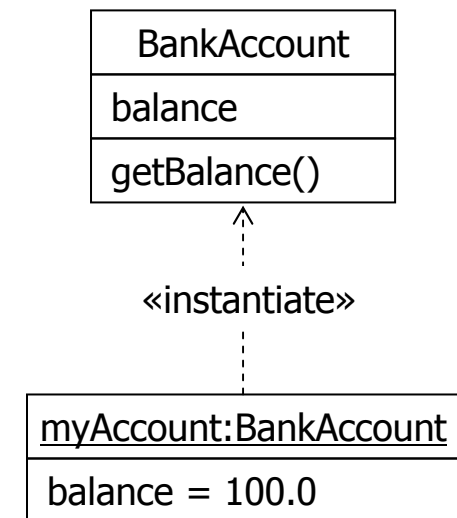 BankAccount
balance
getBalance()
«instantiate»
myAccount:BankAccount
balance = 100.0